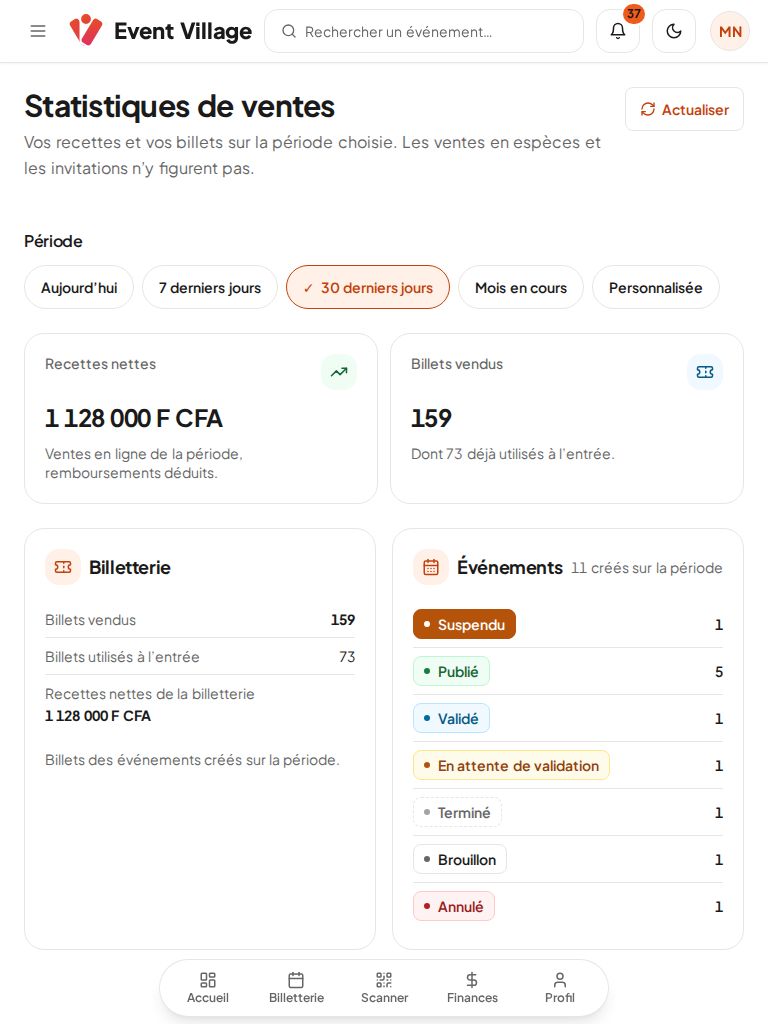 Event Village
Rechercher un événement…
37
MN
Statistiques de ventes
Actualiser
Vos recettes et vos billets sur la période choisie. Les ventes en espèces et
les invitations n'y figurent pas.
Période
Aujourd'hui
7 derniers jours
✓ 30 derniers jours
Mois en cours
Personnalisée
Recettes nettes
1 128 000 F CFA
Ventes en ligne de la période,
remboursements déduits.
Billets vendus
159
Dont 73 déjà utilisés à l'entrée.
Billetterie
Billets vendus 159
Billets utilisés à l'entrée 73
Recettes nettes de la billetterie
1 128 000 F CFA
Billets des événements créés sur la période.
Événements 11 créés sur la période
Suspendu 1
Publié 5
Validé 1
En attente de validation 1
Terminé 1
Brouillon 1
Annulé 1
Accueil
Billetterie
Scanner
Finances
Profil